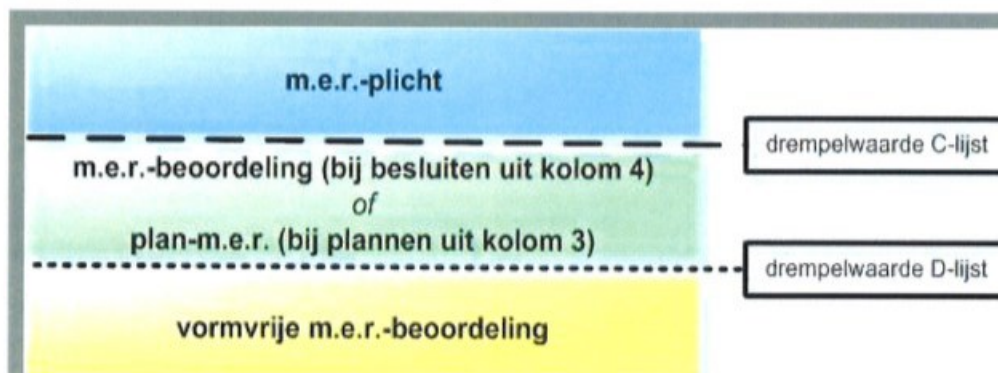 m.e.r.-plicht
drempelwaarde C-lijst
m.e.r.-beoordeling (bij besluiten uit kolom 4)
of
plan-m.e.r. (bij plannen uit kolom 3)
drempelwaarde D-lijst
vormvrije m.e.r.-beoordeling